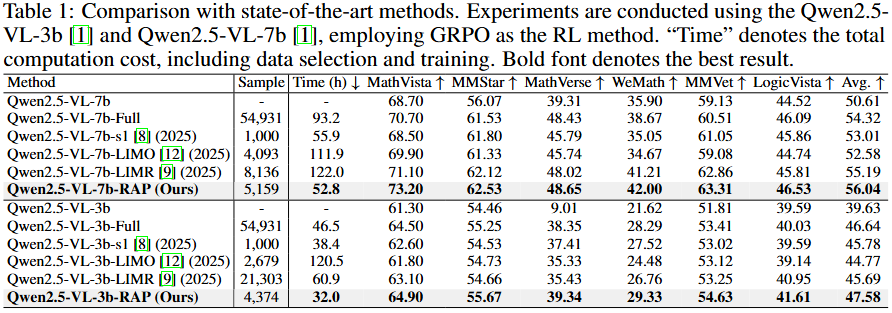 Table 1: Comparison with state-of-the-art methods. Experiments are conducted using the Qwen2.5-
VL-3b [1] and Qwen2.5-VL-7b [1], employing GRPO as the RL method. “Time” denotes the total
computation cost, including data selection and training. Bold font denotes the best result.
Method Sample Time (h) ↓ MathVista ↑ MMStar ↑ MathVerse ↑ WeMath ↑ MMVet ↑ LogicVista ↑ Avg. ↑
Qwen2.5-VL-7b - - 68.70 56.07 39.31 35.90 59.13 44.52 50.61
Qwen2.5-VL-7b-Full 54,931 93.2 70.70 61.53 48.43 38.67 60.51 46.09 54.32
Qwen2.5-VL-7b-s1 [8] (2025) 1,000 55.9 68.50 61.80 45.79 35.05 61.05 45.86 53.01
Qwen2.5-VL-7b-LIMO [12] (2025) 4,093 111.9 69.90 61.33 45.74 34.67 59.08 44.74 52.58
Qwen2.5-VL-7b-LIMR [9] (2025) 8,136 122.0 71.10 62.12 48.02 41.21 62.86 45.81 55.19
Qwen2.5-VL-7b-RAP (Ours) 5,159 52.8 73.20 62.53 48.65 42.00 63.31 46.53 56.04
Qwen2.5-VL-3b - - 61.30 54.46 9.01 21.62 51.81 39.59 39.63
Qwen2.5-VL-3b-Full 54,931 46.5 64.50 55.25 38.35 28.29 53.41 40.03 46.64
Qwen2.5-VL-3b-s1 [8] (2025) 1,000 38.4 62.60 54.53 37.41 27.52 53.02 39.59 45.78
Qwen2.5-VL-3b-LIMO [12] (2025) 2,679 120.5 61.80 54.73 35.33 24.48 53.12 39.14 44.77
Qwen2.5-VL-3b-LIMR [9] (2025) 21,303 60.9 63.10 54.66 35.43 26.76 53.25 40.95 45.69
Qwen2.5-VL-3b-RAP (Ours) 4,374 32.0 64.90 55.67 39.34 29.33 54.63 41.61 47.58